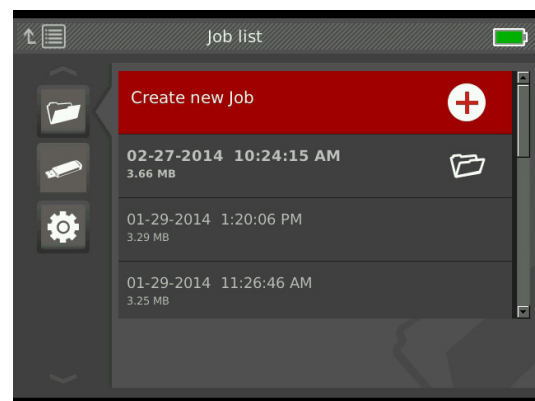 Job list
Create new Job
02-27-2014 10:24:15 AM
3.66 MB
01-29-2014 1:20:06 PM
3.29 MB
01-29-2014 11:26:46 AM
3.25 MB